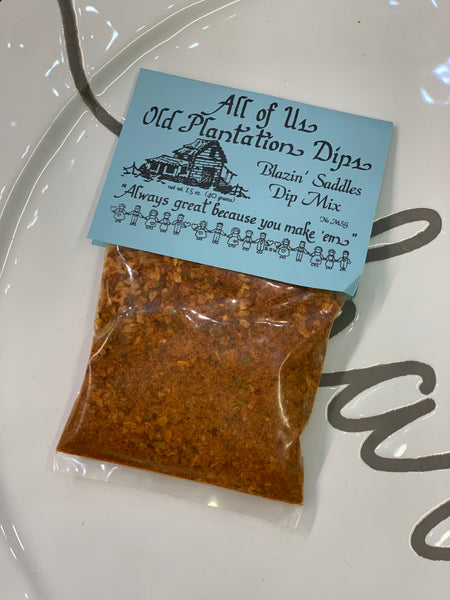 All of Us
Old Plantation Dips
Blazin' Saddles
Dip Mix
net wt. 1.5 oz. (40 grams)
No MSG
"Always great because you make 'em"